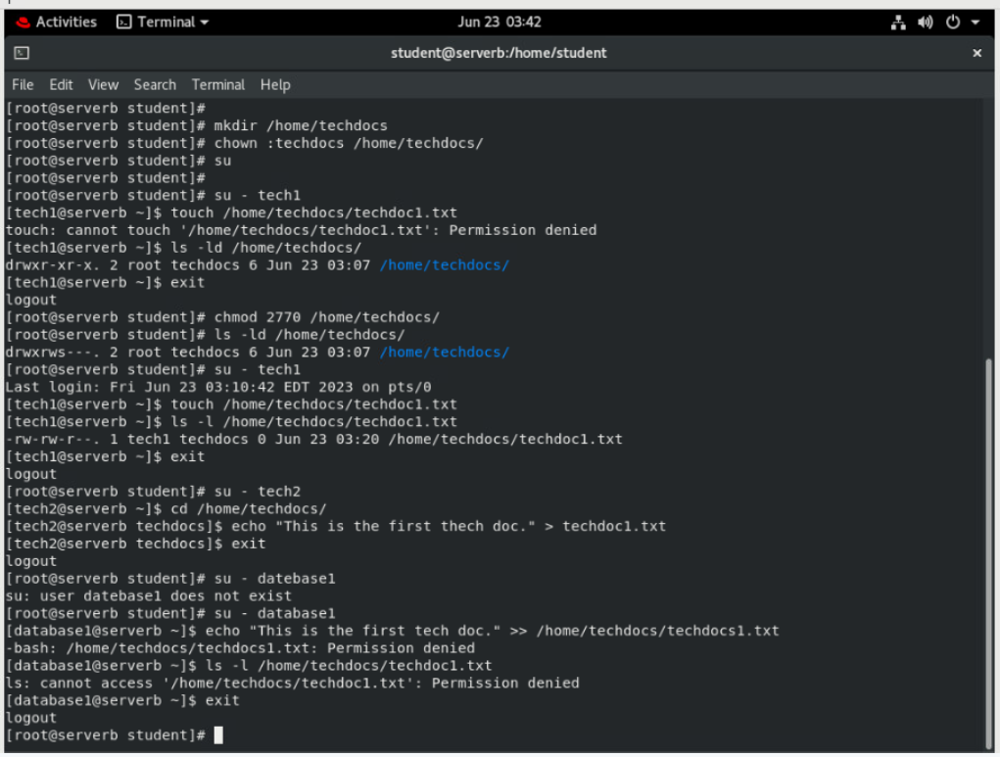 Activities Terminal Jun 23 03:42
student@serverb:/home/student ×
File Edit View Search Terminal Help
[root@serverb student]#
[root@serverb student]# mkdir /home/techdocs
[root@serverb student]# chown :techdocs /home/techdocs/
[root@serverb student]# su
[root@serverb student]#
[root@serverb student]# su - tech1
[tech1@serverb ~]$ touch /home/techdocs/techdoc1.txt
touch: cannot touch '/home/techdocs/techdoc1.txt': Permission denied
[tech1@serverb ~]$ ls -ld /home/techdocs/
drwxr-xr-x. 2 root techdocs 6 Jun 23 03:07 /home/techdocs/
[tech1@serverb ~]$ exit
logout
[root@serverb student]# chmod 2770 /home/techdocs/
[root@serverb student]# ls -ld /home/techdocs/
drwxrws---. 2 root techdocs 6 Jun 23 03:07 /home/techdocs/
[root@serverb student]# su - tech1
Last login: Fri Jun 23 03:10:42 EDT 2023 on pts/0
[tech1@serverb ~]$ touch /home/techdocs/techdoc1.txt
[tech1@serverb ~]$ ls -l /home/techdocs/techdoc1.txt
-rw-rw-r--. 1 tech1 techdocs 0 Jun 23 03:20 /home/techdocs/techdoc1.txt
[tech1@serverb ~]$ exit
logout
[root@serverb student]# su - tech2
[tech2@serverb ~]$ cd /home/techdocs/
[tech2@serverb techdocs]$ echo "This is the first thech doc." > techdoc1.txt
[tech2@serverb techdocs]$ exit
logout
[root@serverb student]# su - datebase1
su: user datebase1 does not exist
[root@serverb student]# su - database1
[database1@serverb ~]$ echo "This is the first tech doc." >> /home/techdocs/techdocs1.txt
-bash: /home/techdocs/techdocs1.txt: Permission denied
[database1@serverb ~]$ ls -l /home/techdocs/techdoc1.txt
ls: cannot access '/home/techdocs/techdoc1.txt': Permission denied
[database1@serverb ~]$ exit
logout
[root@serverb student]#